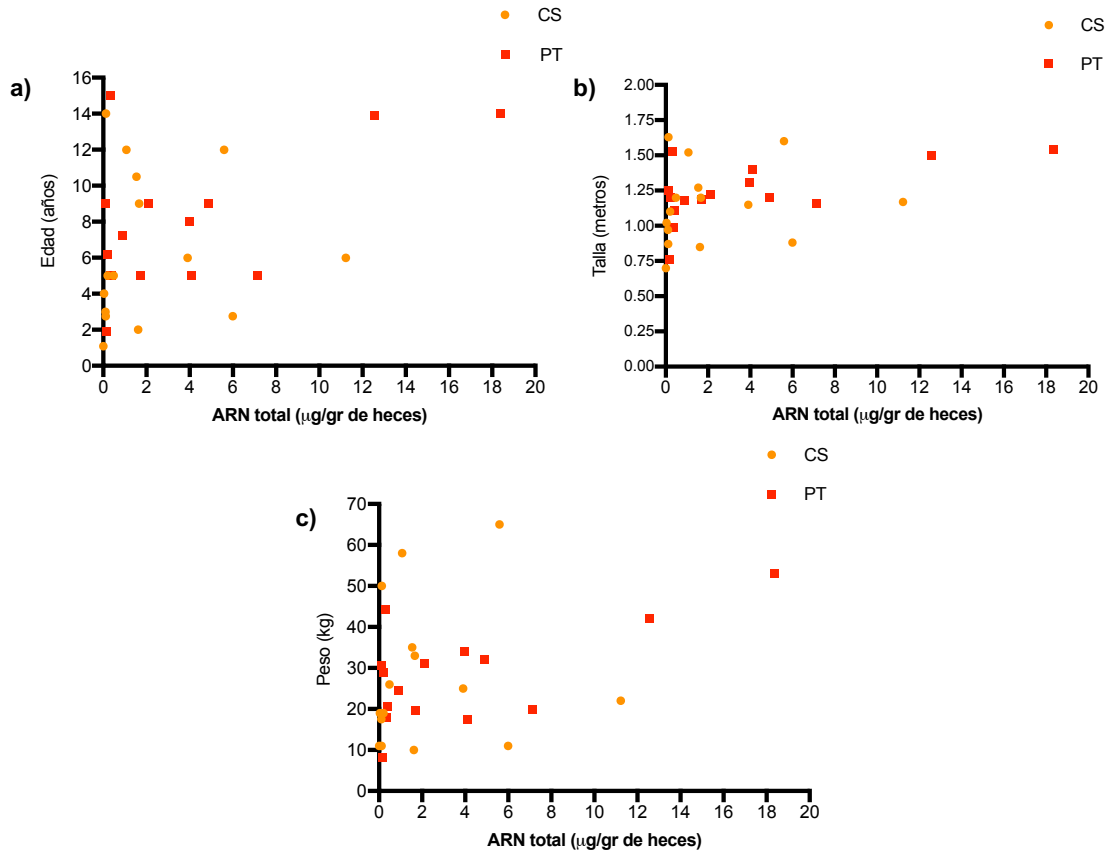 CS
PT
a)
Edad (años)
16
14
12
10
8
6
4
2
0
0 2 4 6 8 10 12 14 16 18 20
ARN total (μg/gr de heces)
CS
PT
b)
Talla (metros)
2.00
1.75
1.50
1.25
1.00
0.75
0.50
0.25
0.00
0 2 4 6 8 10 12 14 16 18 20
ARN total (μg/gr de heces)
CS
PT
c)
Peso (kg)
70
60
50
40
30
20
10
0
0 2 4 6 8 10 12 14 16 18 20
ARN total (μg/gr de heces)